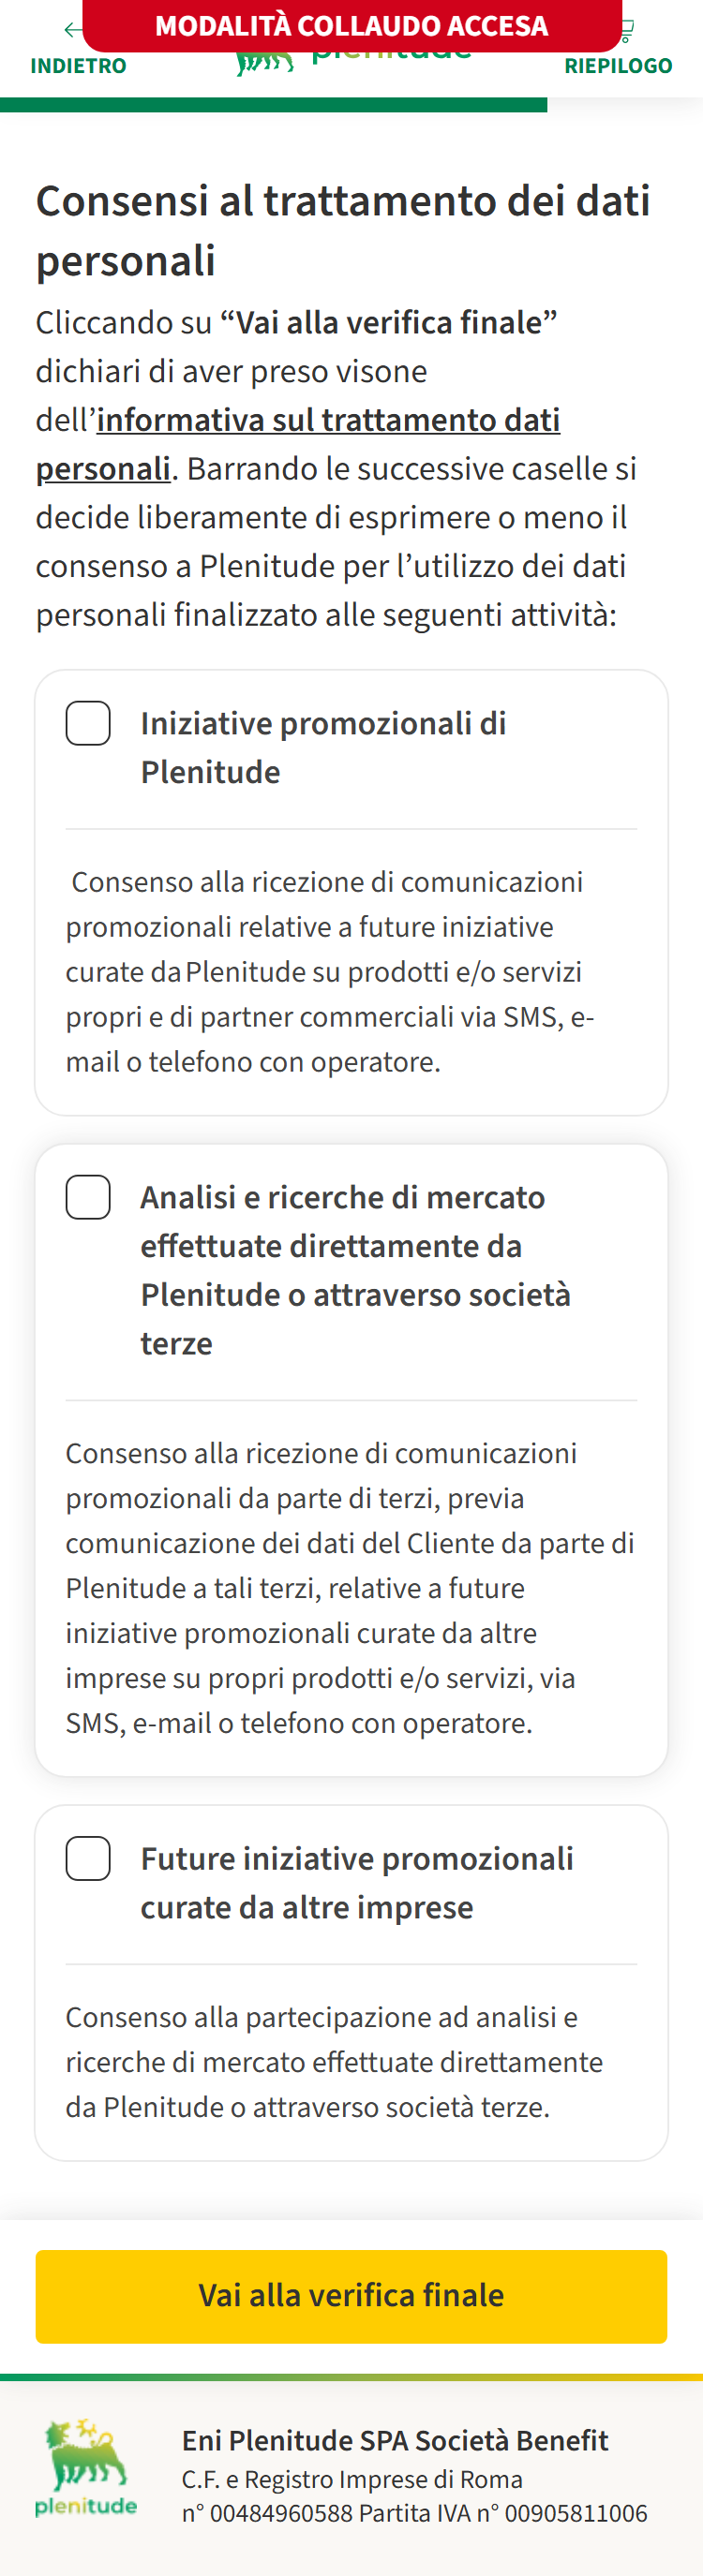 MODALITÀ COLLAUDO ACCESA
INDIETRO
plenitude
RIEPILOGO
Consensi al trattamento dei dati
personali
Cliccando su “Vai alla verifica finale”
dichiari di aver preso visone
dell’informativa sul trattamento dati
personali. Barrando le successive caselle si
decide liberamente di esprimere o meno il
consenso a Plenitude per l’utilizzo dei dati
personali finalizzato alle seguenti attività:
Iniziative promozionali di
Plenitude
Consenso alla ricezione di comunicazioni
promozionali relative a future iniziative
curate da Plenitude su prodotti e/o servizi
propri e di partner commerciali via SMS, e-
mail o telefono con operatore.
Analisi e ricerche di mercato
effettuate direttamente da
Plenitude o attraverso società
terze
Consenso alla ricezione di comunicazioni
promozionali da parte di terzi, previa
comunicazione dei dati del Cliente da parte di
Plenitude a tali terzi, relative a future
iniziative promozionali curate da altre
imprese su propri prodotti e/o servizi, via
SMS, e-mail o telefono con operatore.
Future iniziative promozionali
curate da altre imprese
Consenso alla partecipazione ad analisi e
ricerche di mercato effettuate direttamente
da Plenitude o attraverso società terze.
Vai alla verifica finale
plenitude
Eni Plenitude SPA Società Benefit
C.F. e Registro Imprese di Roma
n° 00484960588 Partita IVA n° 00905811006